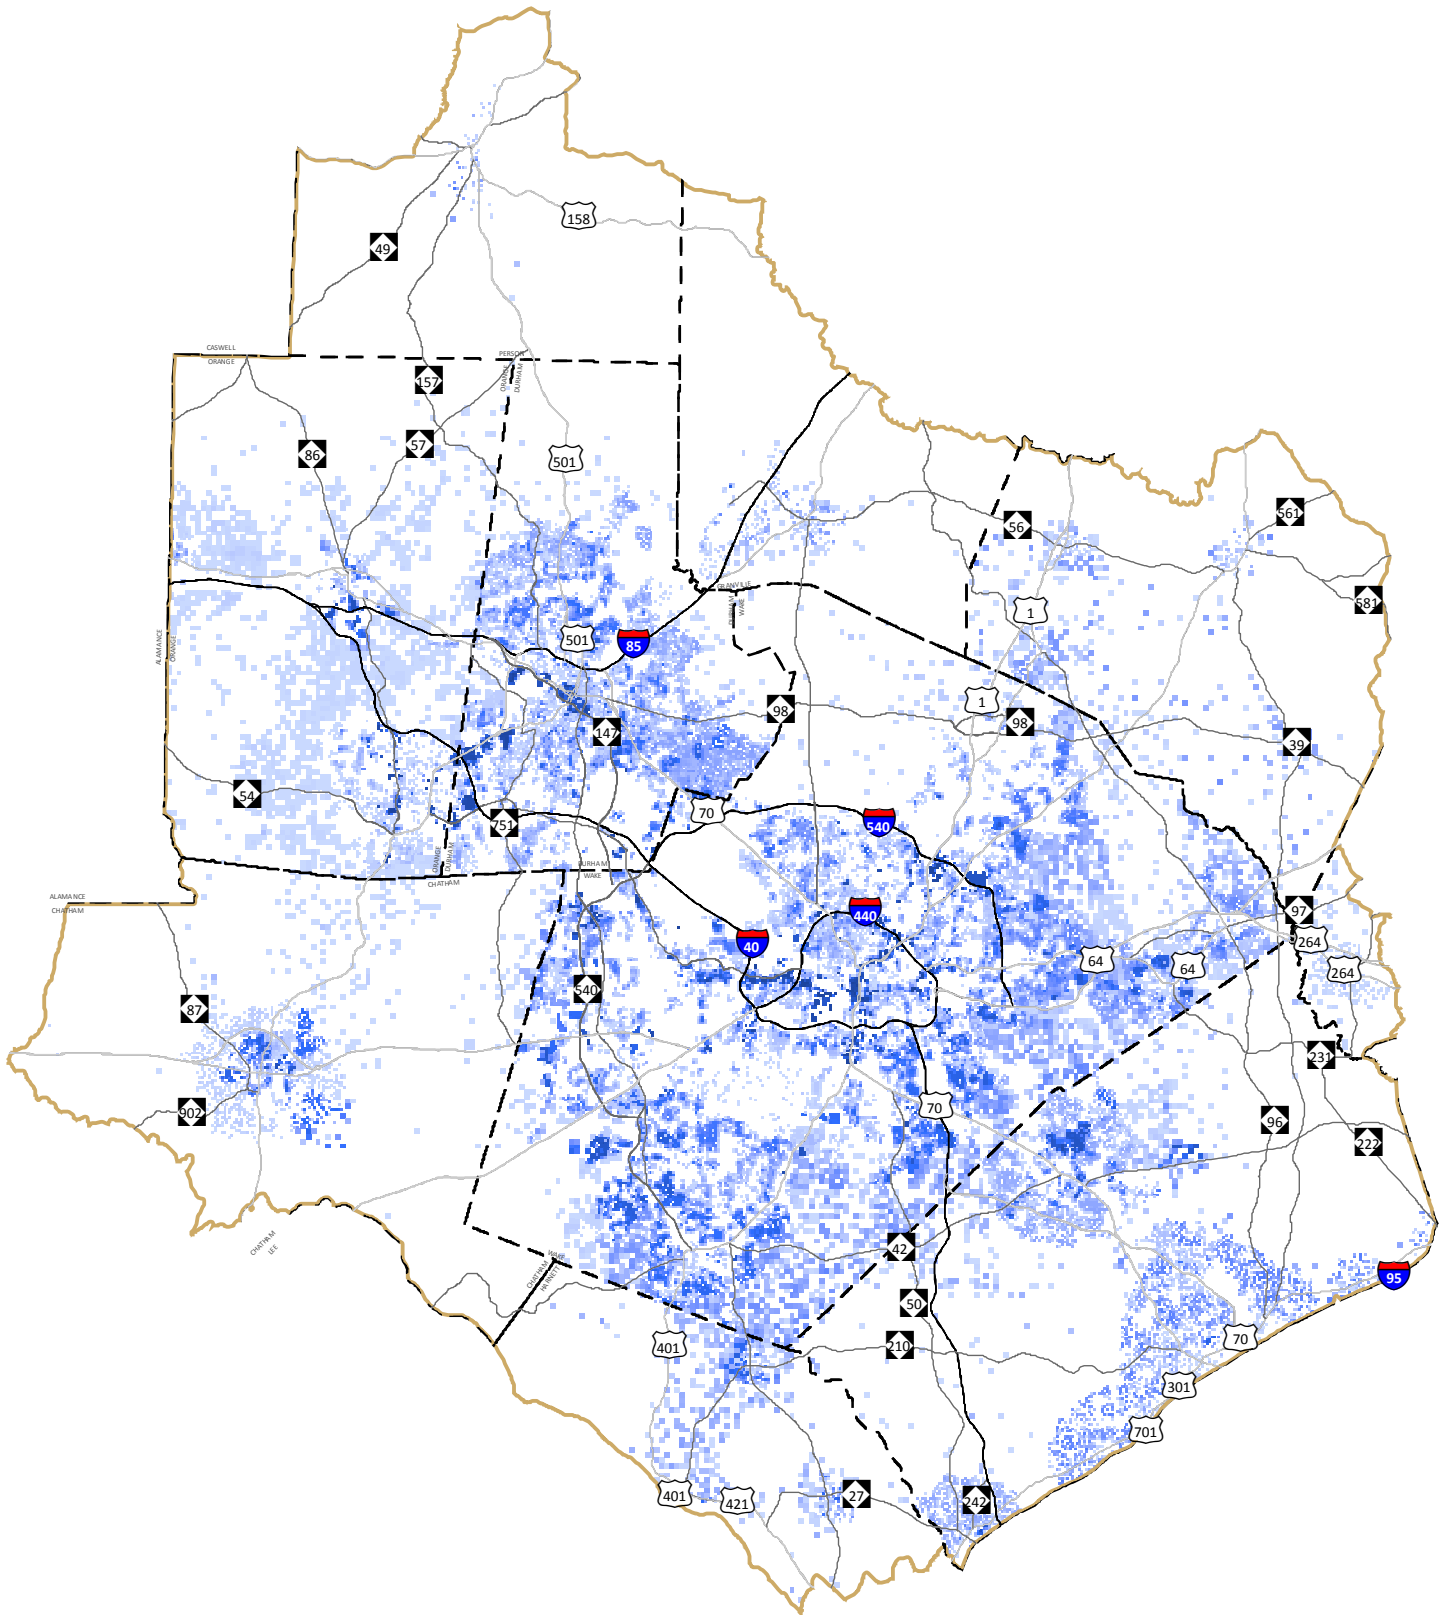 158
49
CASWELL
ORANGE
PERSON
ORANGE
DURHAM
157
57
86
501
561
56
581
GRANVILLE
DURHAM
WAKE
1
501
85
ALAMANCE
ORANGE
1
98
98
147
39
54
70
751
540
ORANGE
DURHAM
CHATHAM
DURHAM
WAKE
ALAMANCE
CHATHAM
440
97
40
264
64
64
264
540
87
231
70
902
96
222
CHATHAM
LEE
42
WAKE
CHATHAM
HARNETT
95
50
70
401
210
301
701
401
421
27
242